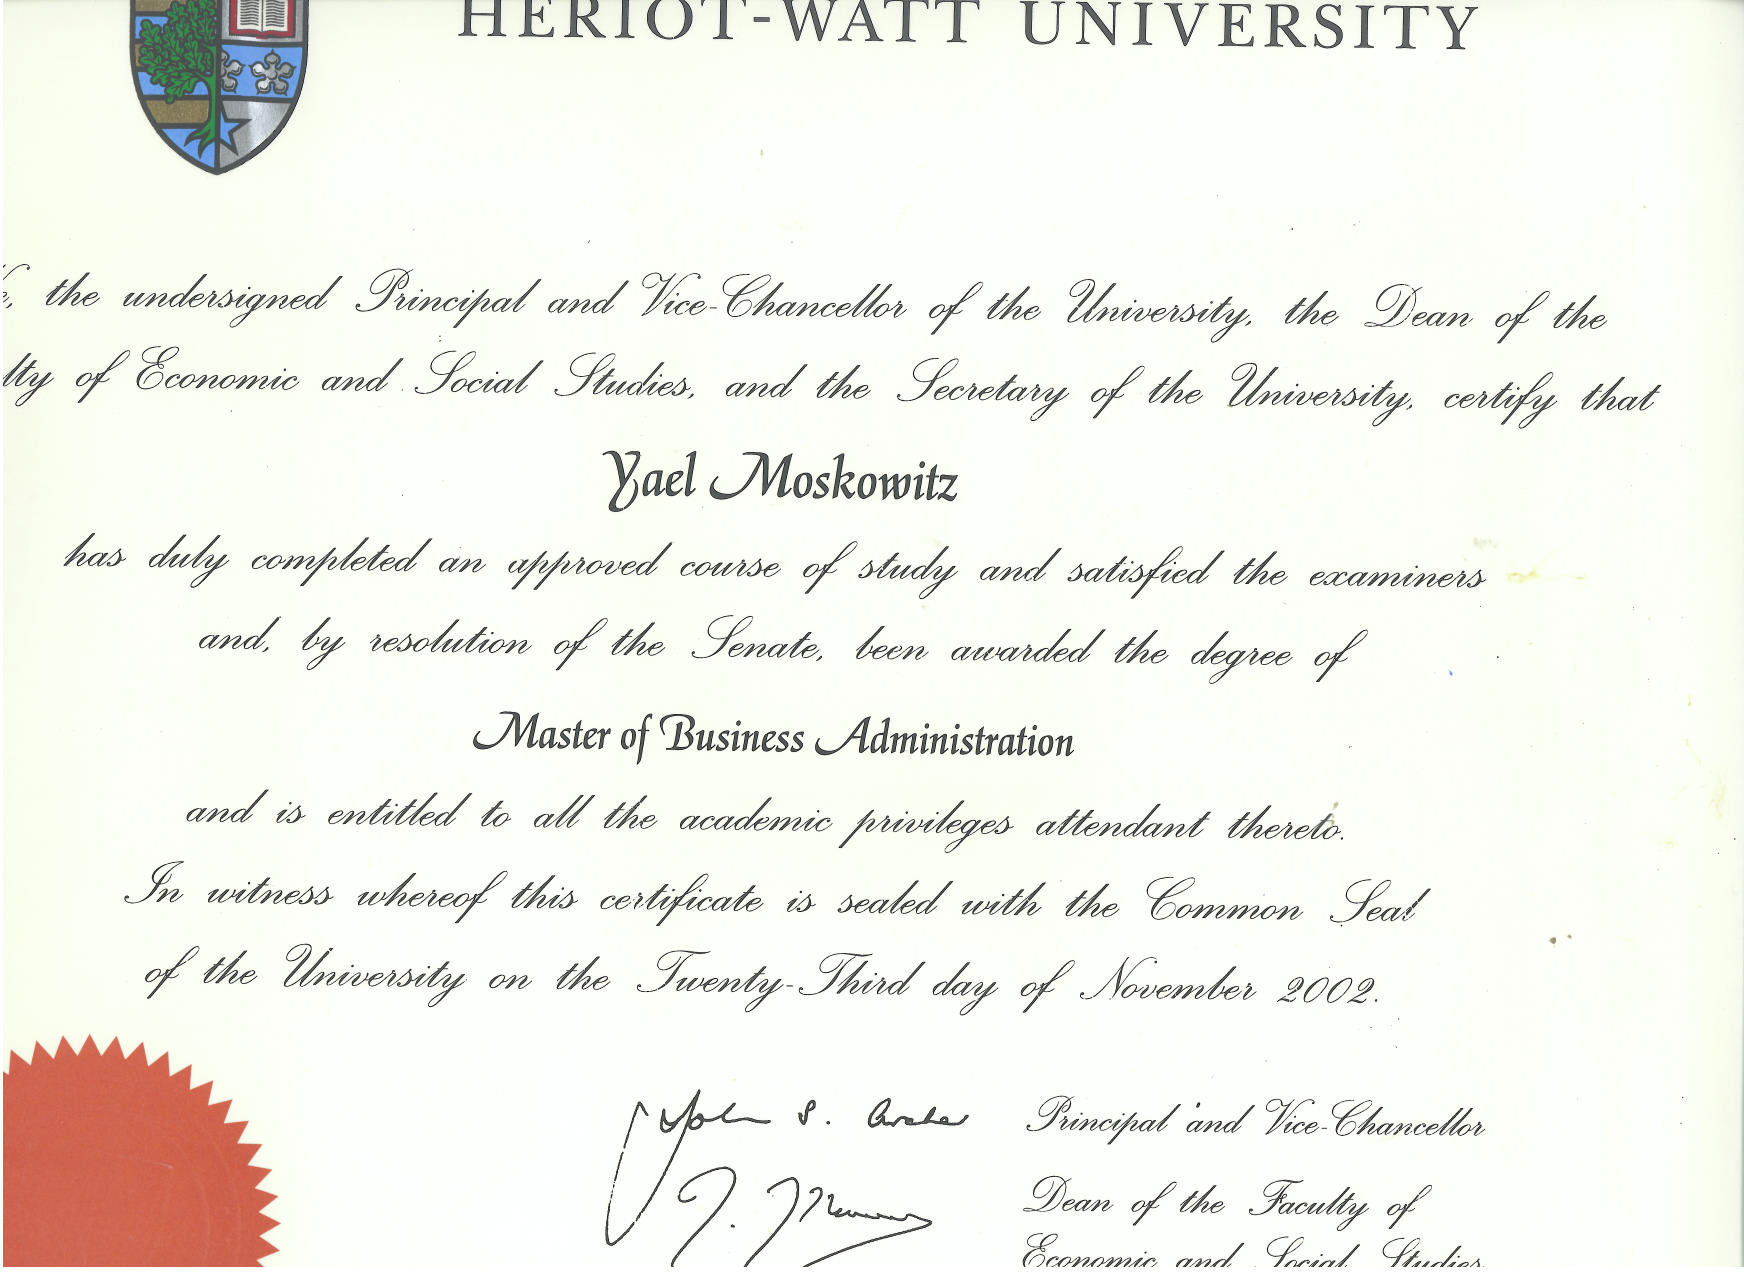 HERIOT-WATT UNIVERSITY
the undersigned Principal and Vice-Chancellor of the University, the Dean of the
lty of Economic and Social Studies, and the Secretary of the University, certify that
Yael Moskowitz
has duly completed an approved course of study and satisfied the examiners
and, by resolution of the Senate, been awarded the degree of
Master of Business Administration
and is entitled to all the academic privileges attendant thereto.
In witness whereof this certificate is sealed with the Common Seal
of the University on the Twenty-Third day of November 2002.
John S. Archer Principal and Vice-Chancellor
Dean of the Faculty of
Economic and Social Studies